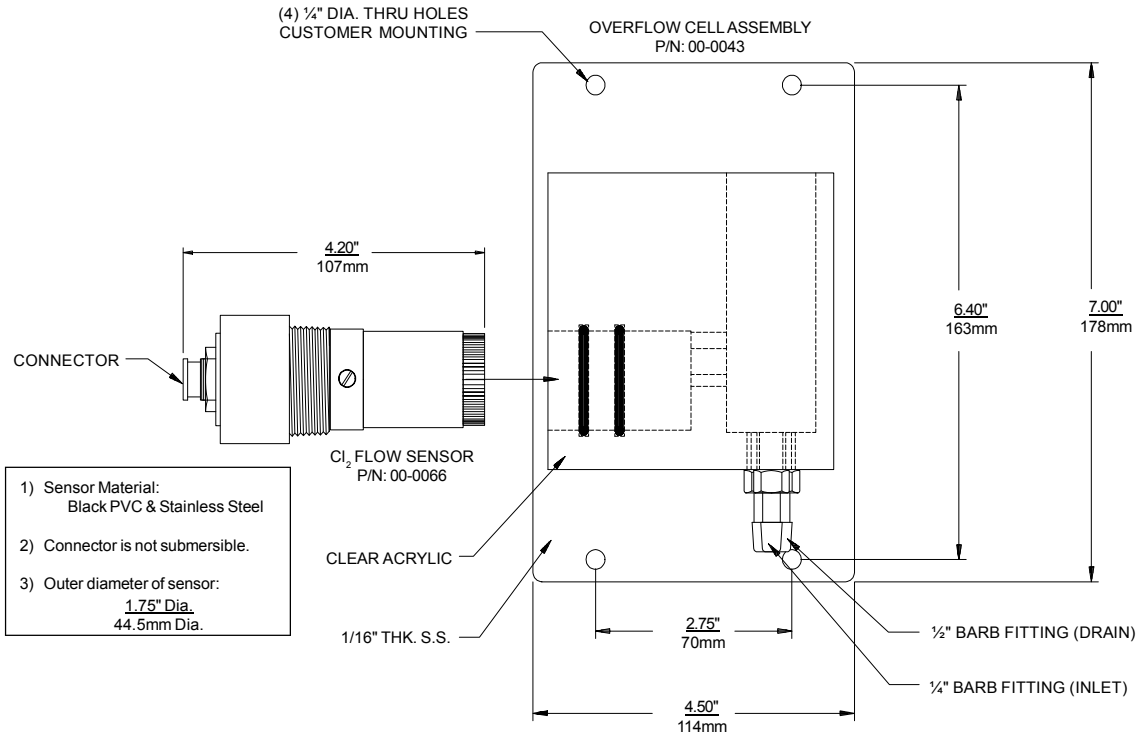 (4) ¼" DIA. THRU HOLES
CUSTOMER MOUNTING
OVERFLOW CELL ASSEMBLY
P/N: 00-0043
4.20"
107mm
6.40"
163mm
7.00"
178mm
CONNECTOR
Cl₂ FLOW SENSOR
P/N: 00-0066
1) Sensor Material:
Black PVC & Stainless Steel
2) Connector is not submersible.
3) Outer diameter of sensor:
1.75" Dia.
44.5mm Dia.
CLEAR ACRYLIC
1/16" THK. S.S.
2.75"
70mm
½" BARB FITTING (DRAIN)
¼" BARB FITTING (INLET)
4.50"
114mm